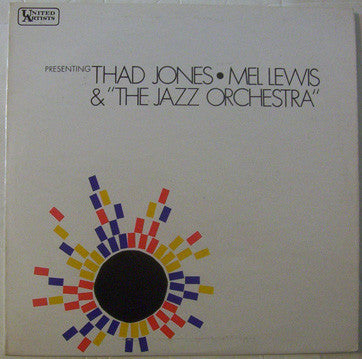 UNITED
ARTISTS
PRESENTING THAD JONES • MEL LEWIS
& "THE JAZZ ORCHESTRA"